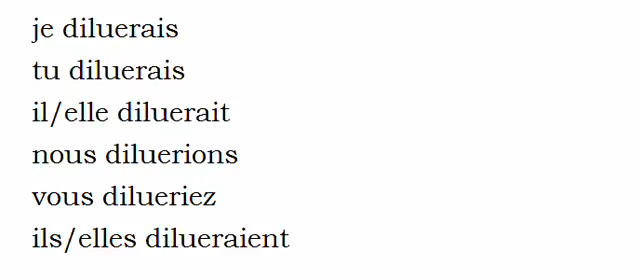 je diluerais
tu diluerais
il/elle diluerait
nous diluerions
vous dilueriez
ils/elles dilueraient